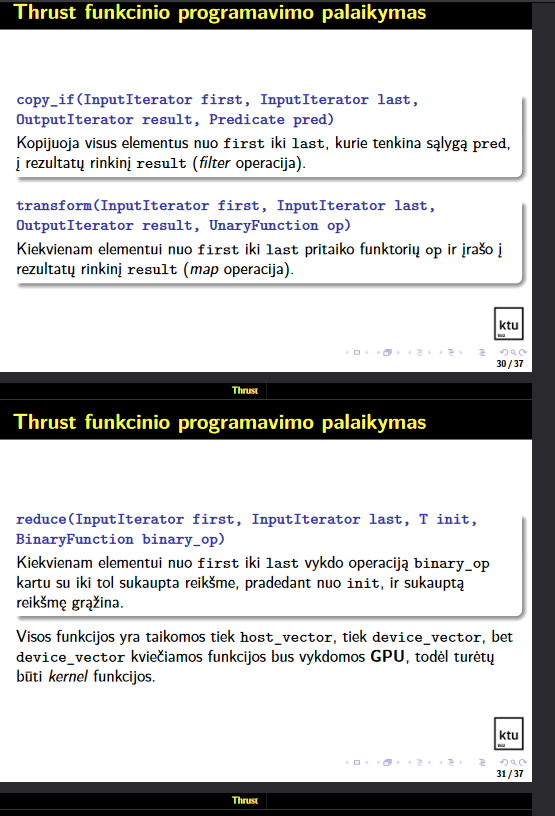 Thrust funkcinio programavimo palaikymas
copy_if(InputIterator first, InputIterator last,
OutputIterator result, Predicate pred)
Kopijuoja visus elementus nuo first iki last, kurie tenkina sąlygą pred,
į rezultatų rinkinį result (filter operacija).
transform(InputIterator first, InputIterator last,
OutputIterator result, UnaryFunction op)
Kiekvienam elementui nuo first iki last pritaiko funktorių op ir įrašo į
rezultatų rinkinį result (map operacija).
ktu
30 / 37
Thrust
Thrust funkcinio programavimo palaikymas
reduce(InputIterator first, InputIterator last, T init,
BinaryFunction binary_op)
Kiekvienam elementui nuo first iki last vykdo operaciją binary_op
kartu su iki tol sukaupta reikšme, pradedant nuo init, ir sukauptą
reikšmę grąžina.
Visos funkcijos yra taikomos tiek host_vector, tiek device_vector, bet
device_vector kviečiamos funkcijos bus vykdomos GPU, todėl turėtų
būti kernel funkcijos.
ktu
31 / 37
Thrust